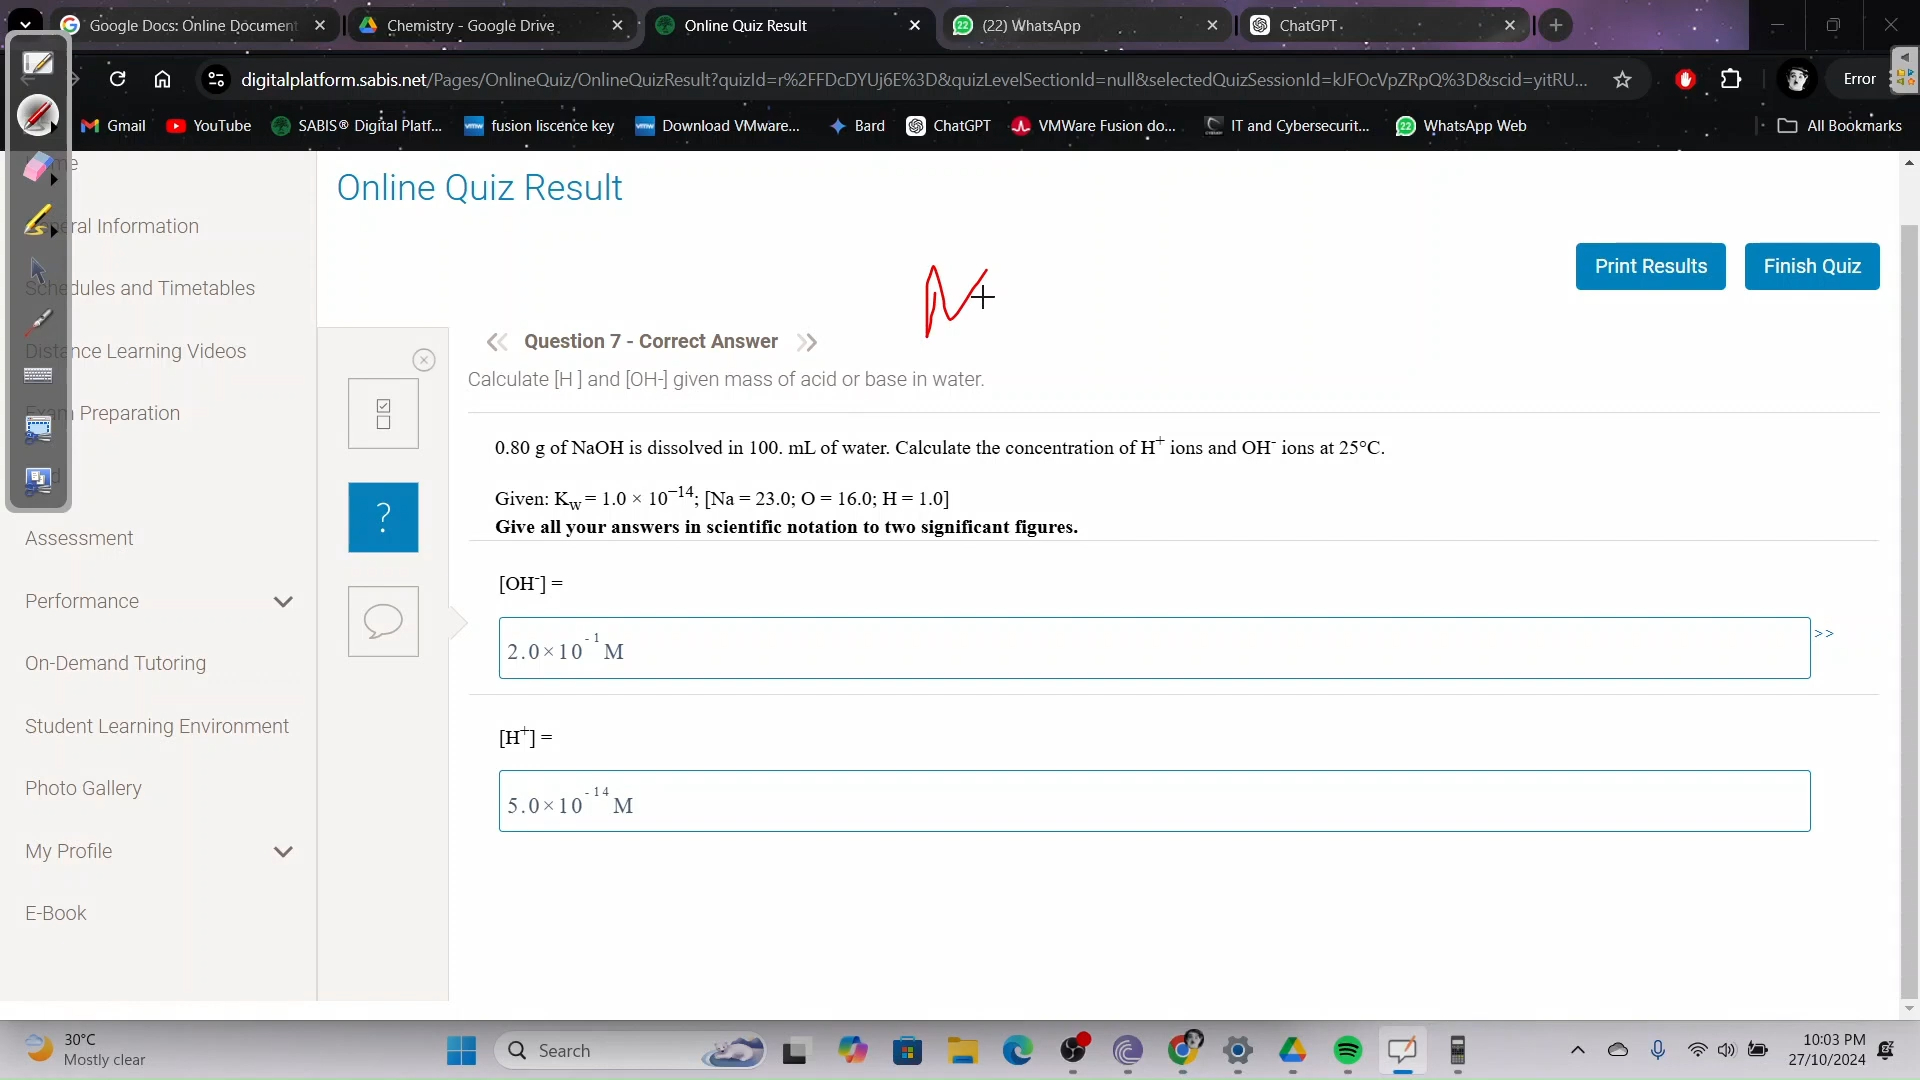 Google Docs: Online Document
Chemistry - Google Drive
Online Quiz Result
(22) WhatsApp
ChatGPT
digitalplatform.sabis.net/Pages/OnlineQuiz/OnlineQuizResult?quizId=r%2FFDcDYUj6E%3D&quizLevelSectionId=null&selectedQuizSessionId=kJFOcVpZRpQ%3D&scid=yitRU...
Error
Gmail
YouTube
SABIS® Digital Platf...
fusion liscence key
Download VMware...
Bard
ChatGPT
VMWare Fusion do...
IT and Cybersecurit...
WhatsApp Web
All Bookmarks
Online Quiz Result
eral Information
Schedules and Timetables
Distance Learning Videos
Exam Preparation
Assessment
Performance
On-Demand Tutoring
Student Learning Environment
Photo Gallery
My Profile
E-Book
Print Results
Finish Quiz
Question 7 - Correct Answer
Calculate [H ] and [OH-] given mass of acid or base in water.
0.80 g of NaOH is dissolved in 100. mL of water. Calculate the concentration of H⁺ ions and OH⁻ ions at 25°C.
Given: Kw = 1.0 × 10⁻¹⁴; [Na = 23.0; O = 16.0; H = 1.0]
Give all your answers in scientific notation to two significant figures.
[OH⁻] =
2.0×10⁻¹ M
>>
[H⁺] =
5.0×10⁻¹⁴ M
30°C
Mostly clear
Search
10:03 PM
27/10/2024